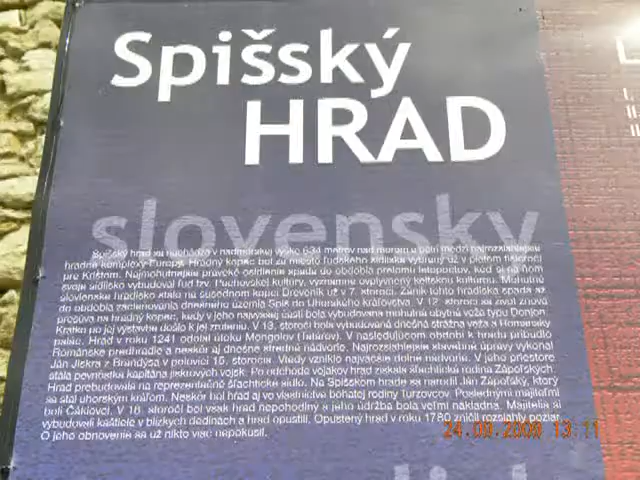 Spišský
HRAD
slovensky
Spišský hrad sa nachádza v nadmorskej výške 634 metrov nad morom a patrí medzi najrozsiahlejšie
hradné komplexy Európy. Hradný kopec bol za miesto ľudského sídliska vybraný už v piatom tisícročí
pre Kristom. Najmohutnejšie praveké osídlenie spadá do obdobia prelomu letopočtov, keď si na ňom
svoje sídlisko vybudoval ľud tzv. Púchovskej kultúry, významne ovplyvnený keltskou kultúrou. Mohutné
slovienske hradisko stálo na susednom kopci Dreveník už v 7. storočí. Zánik tohto hradiska spadá až
do obdobia začleňovania dnešného územia Spiš do Uhorského kráľovstva. V 12. storočí sa život znova
presúva na hradný kopec, kedy v jeho najvyššej časti bola vybudovaná mohutná obytná veža typu Donjon.
Krátko po jej výstavbe došlo k jej zrúteniu. V 13. storočí bola vybudovaná dnešná strážna veža a Románsky
palác. Hrad v roku 1241 odolal útoku Mongolov (Tatárov). V nasledujúcom období k hradu pribudlo
Románske predhradie a neskôr aj dnešné stredné nádvorie. Najrozsiahlejšie stavebné úpravy vykonal
Ján Jiskra z Brandýsa v polovici 15. storočia. Vtedy vzniklo najväčšie dolné nádvorie. V jeho priestore
stála pevnôstka kapitána jiskrových vojsk. Po odchode vojakov hrad získala šľachtická rodina Zápoľských.
Hrad prebudovala na reprezentačné šľachtické sídlo. Na Spišskom hrade sa narodil Ján Zápoľský, ktorý
sa stal uhorským kráľom. Neskôr bol hrad aj vo vlastníctve bohatej rodiny Turzovcov. Poslednými majiteľmi
boli Čákiovci. V 18. storočí bol však hrad nepohodlný a jeho údržba bola veľmi nákladná. Majitelia si
vybudovali kaštiele v blízkych dedinách a hrad opustili. Opustený hrad v roku 1780 zničil rozsiahly požiar.
O jeho obnovenie sa už nikto viac nepokúsil.
24.09.2009 13:11